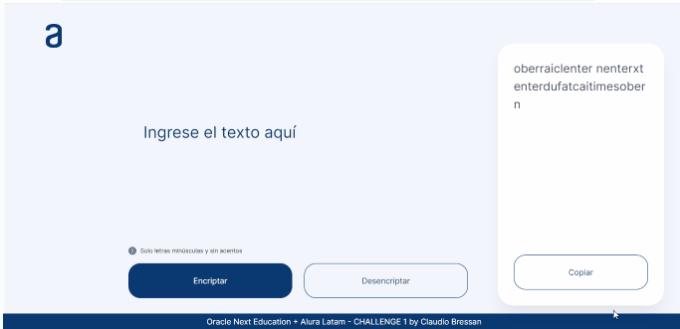 a
Ingrese el texto aquí
Solo letras minúsculas y sin acentos
Encriptar
Desencriptar
oberraiclenter nenterxt
enterdufatcaitimesober
n
Copiar
Oracle Next Education + Alura Latam - CHALLENGE 1 by Claudio Bressan